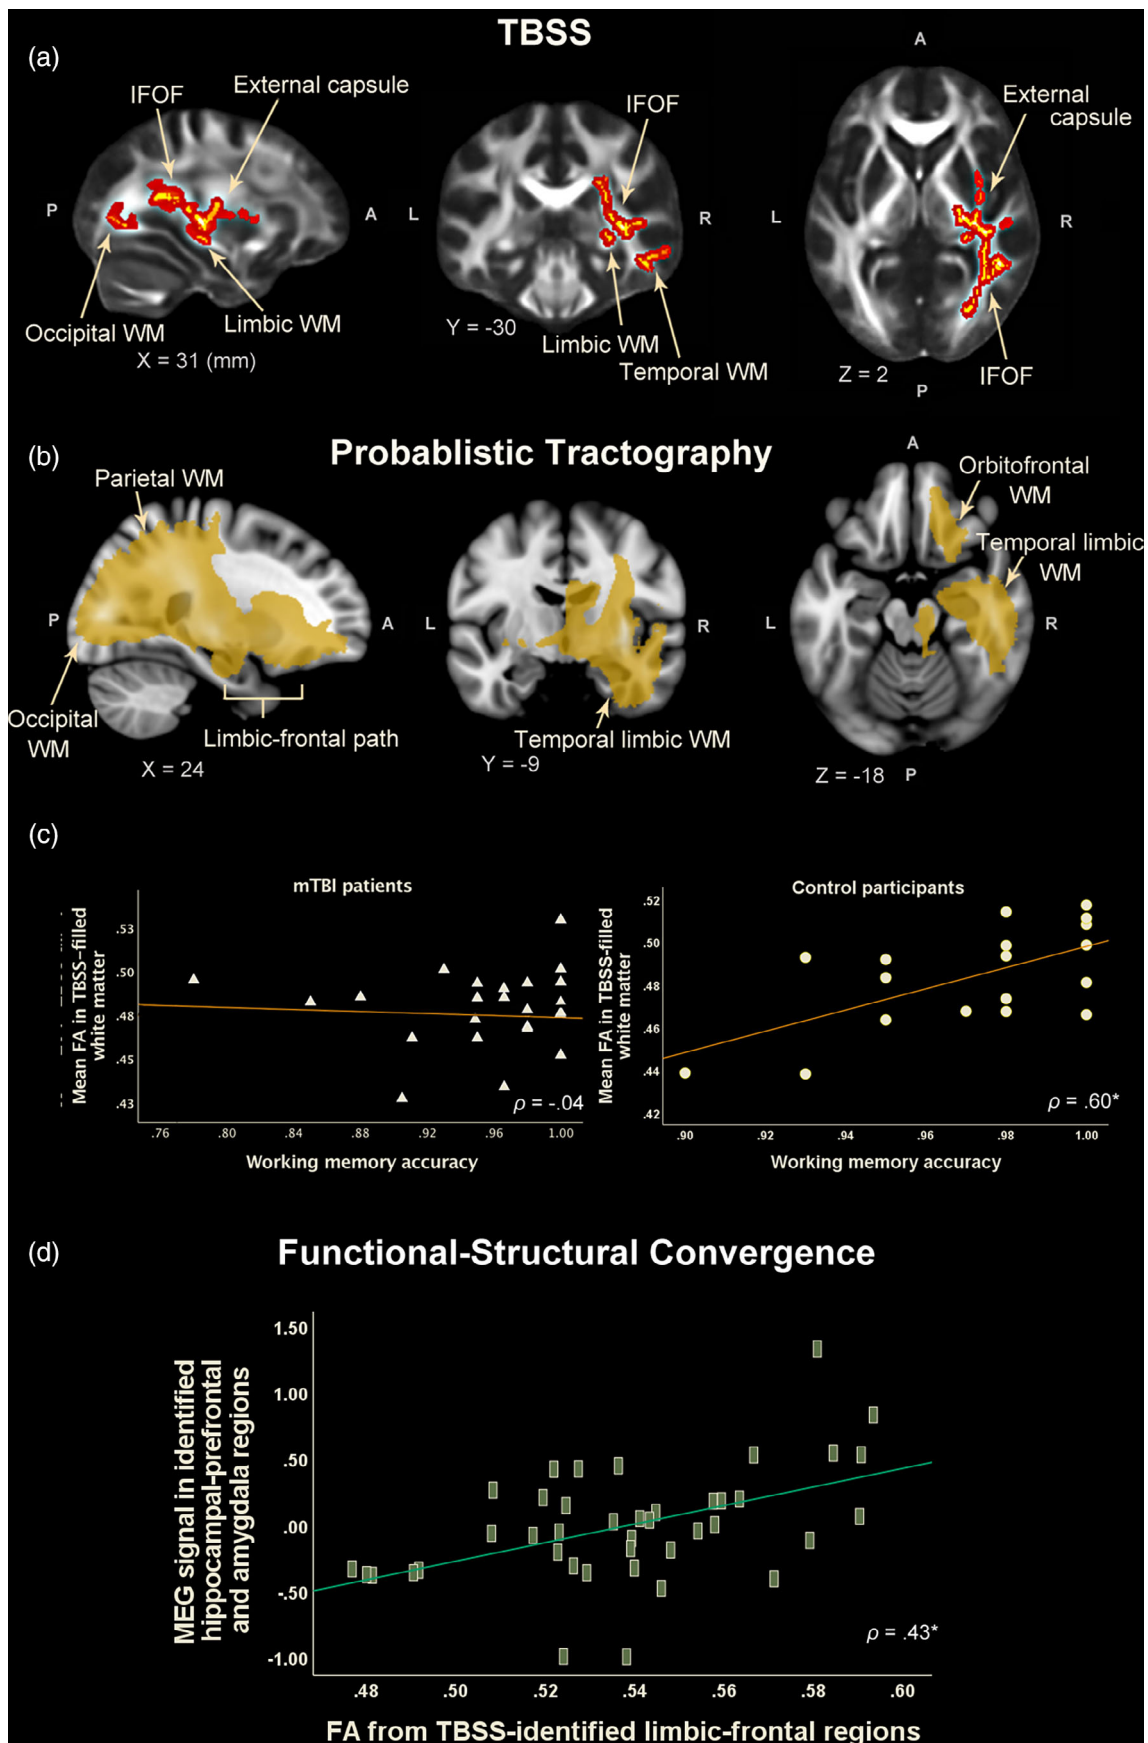 TBSS
(a)
A
IFOF
External capsule
IFOF
External
capsule
P
A
L
R
L
R
Occipital WM
Limbic WM
X = 31 (mm)
Y = -30
Limbic WM
Temporal WM
Z = 2
IFOF
P
(b)
Probablistic Tractography
A
Parietal WM
Orbitofrontal
WM
Temporal limbic
WM
P
A
L
R
L
R
Occipital
WM
Limbic-frontal path
Temporal limbic WM
X = 24
Y = -9
Z = -18
P
(c)
mTBI patients
Mean FA in TBSS-filled
white matter
.53
.50
.48
.45
.43
ρ = -.04
.76 .80 .84 .88 .92 .96 1.00
Working memory accuracy
Control participants
Mean FA in TBSS-filled
white matter
.52
.50
.48
.46
.44
.42
ρ = .60*
.90 .92 .94 .96 .98 1.00
Working memory accuracy
(d)
Functional-Structural Convergence
MEG signal in identified
hippocampal-prefrontal
and amygdala regions
1.50
1.00
.50
.00
-.50
-1.00
ρ = .43*
.48 .50 .52 .54 .56 .58 .60
FA from TBSS-identified limbic-frontal regions